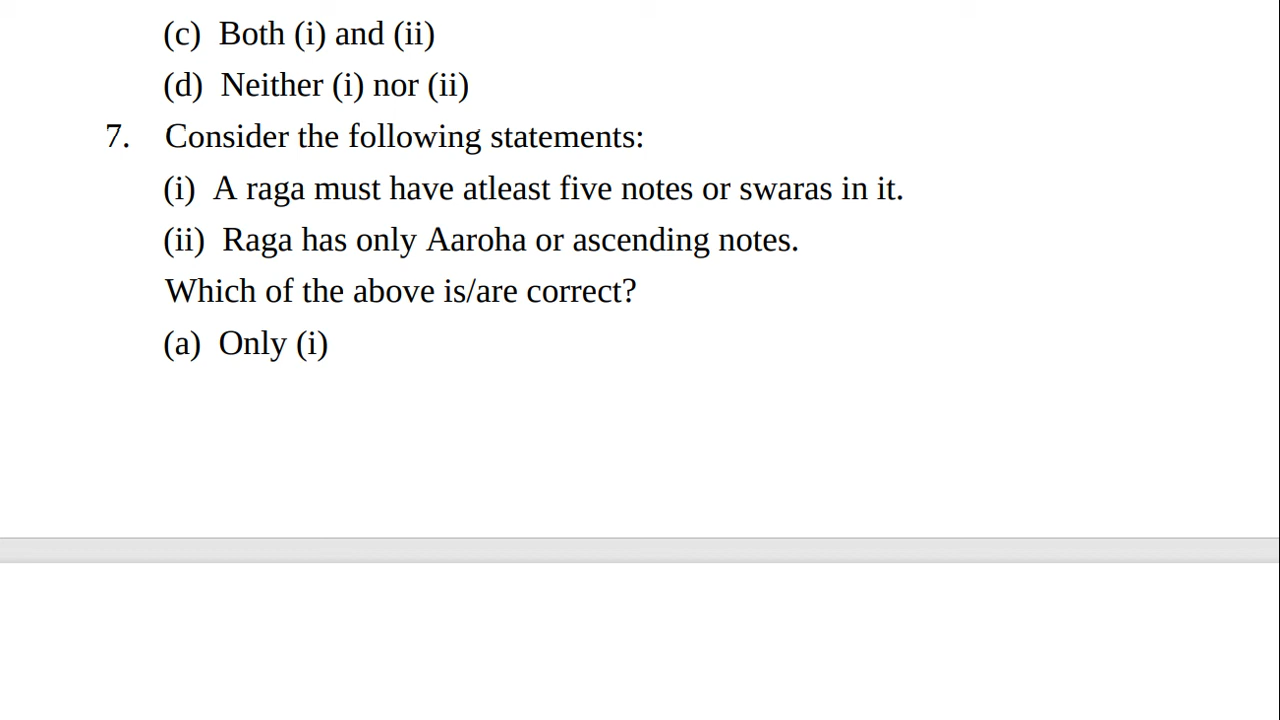 (c) Both (i) and (ii)
(d) Neither (i) nor (ii)
7. Consider the following statements:
(i) A raga must have atleast five notes or swaras in it.
(ii) Raga has only Aaroha or ascending notes.
Which of the above is/are correct?
(a) Only (i)